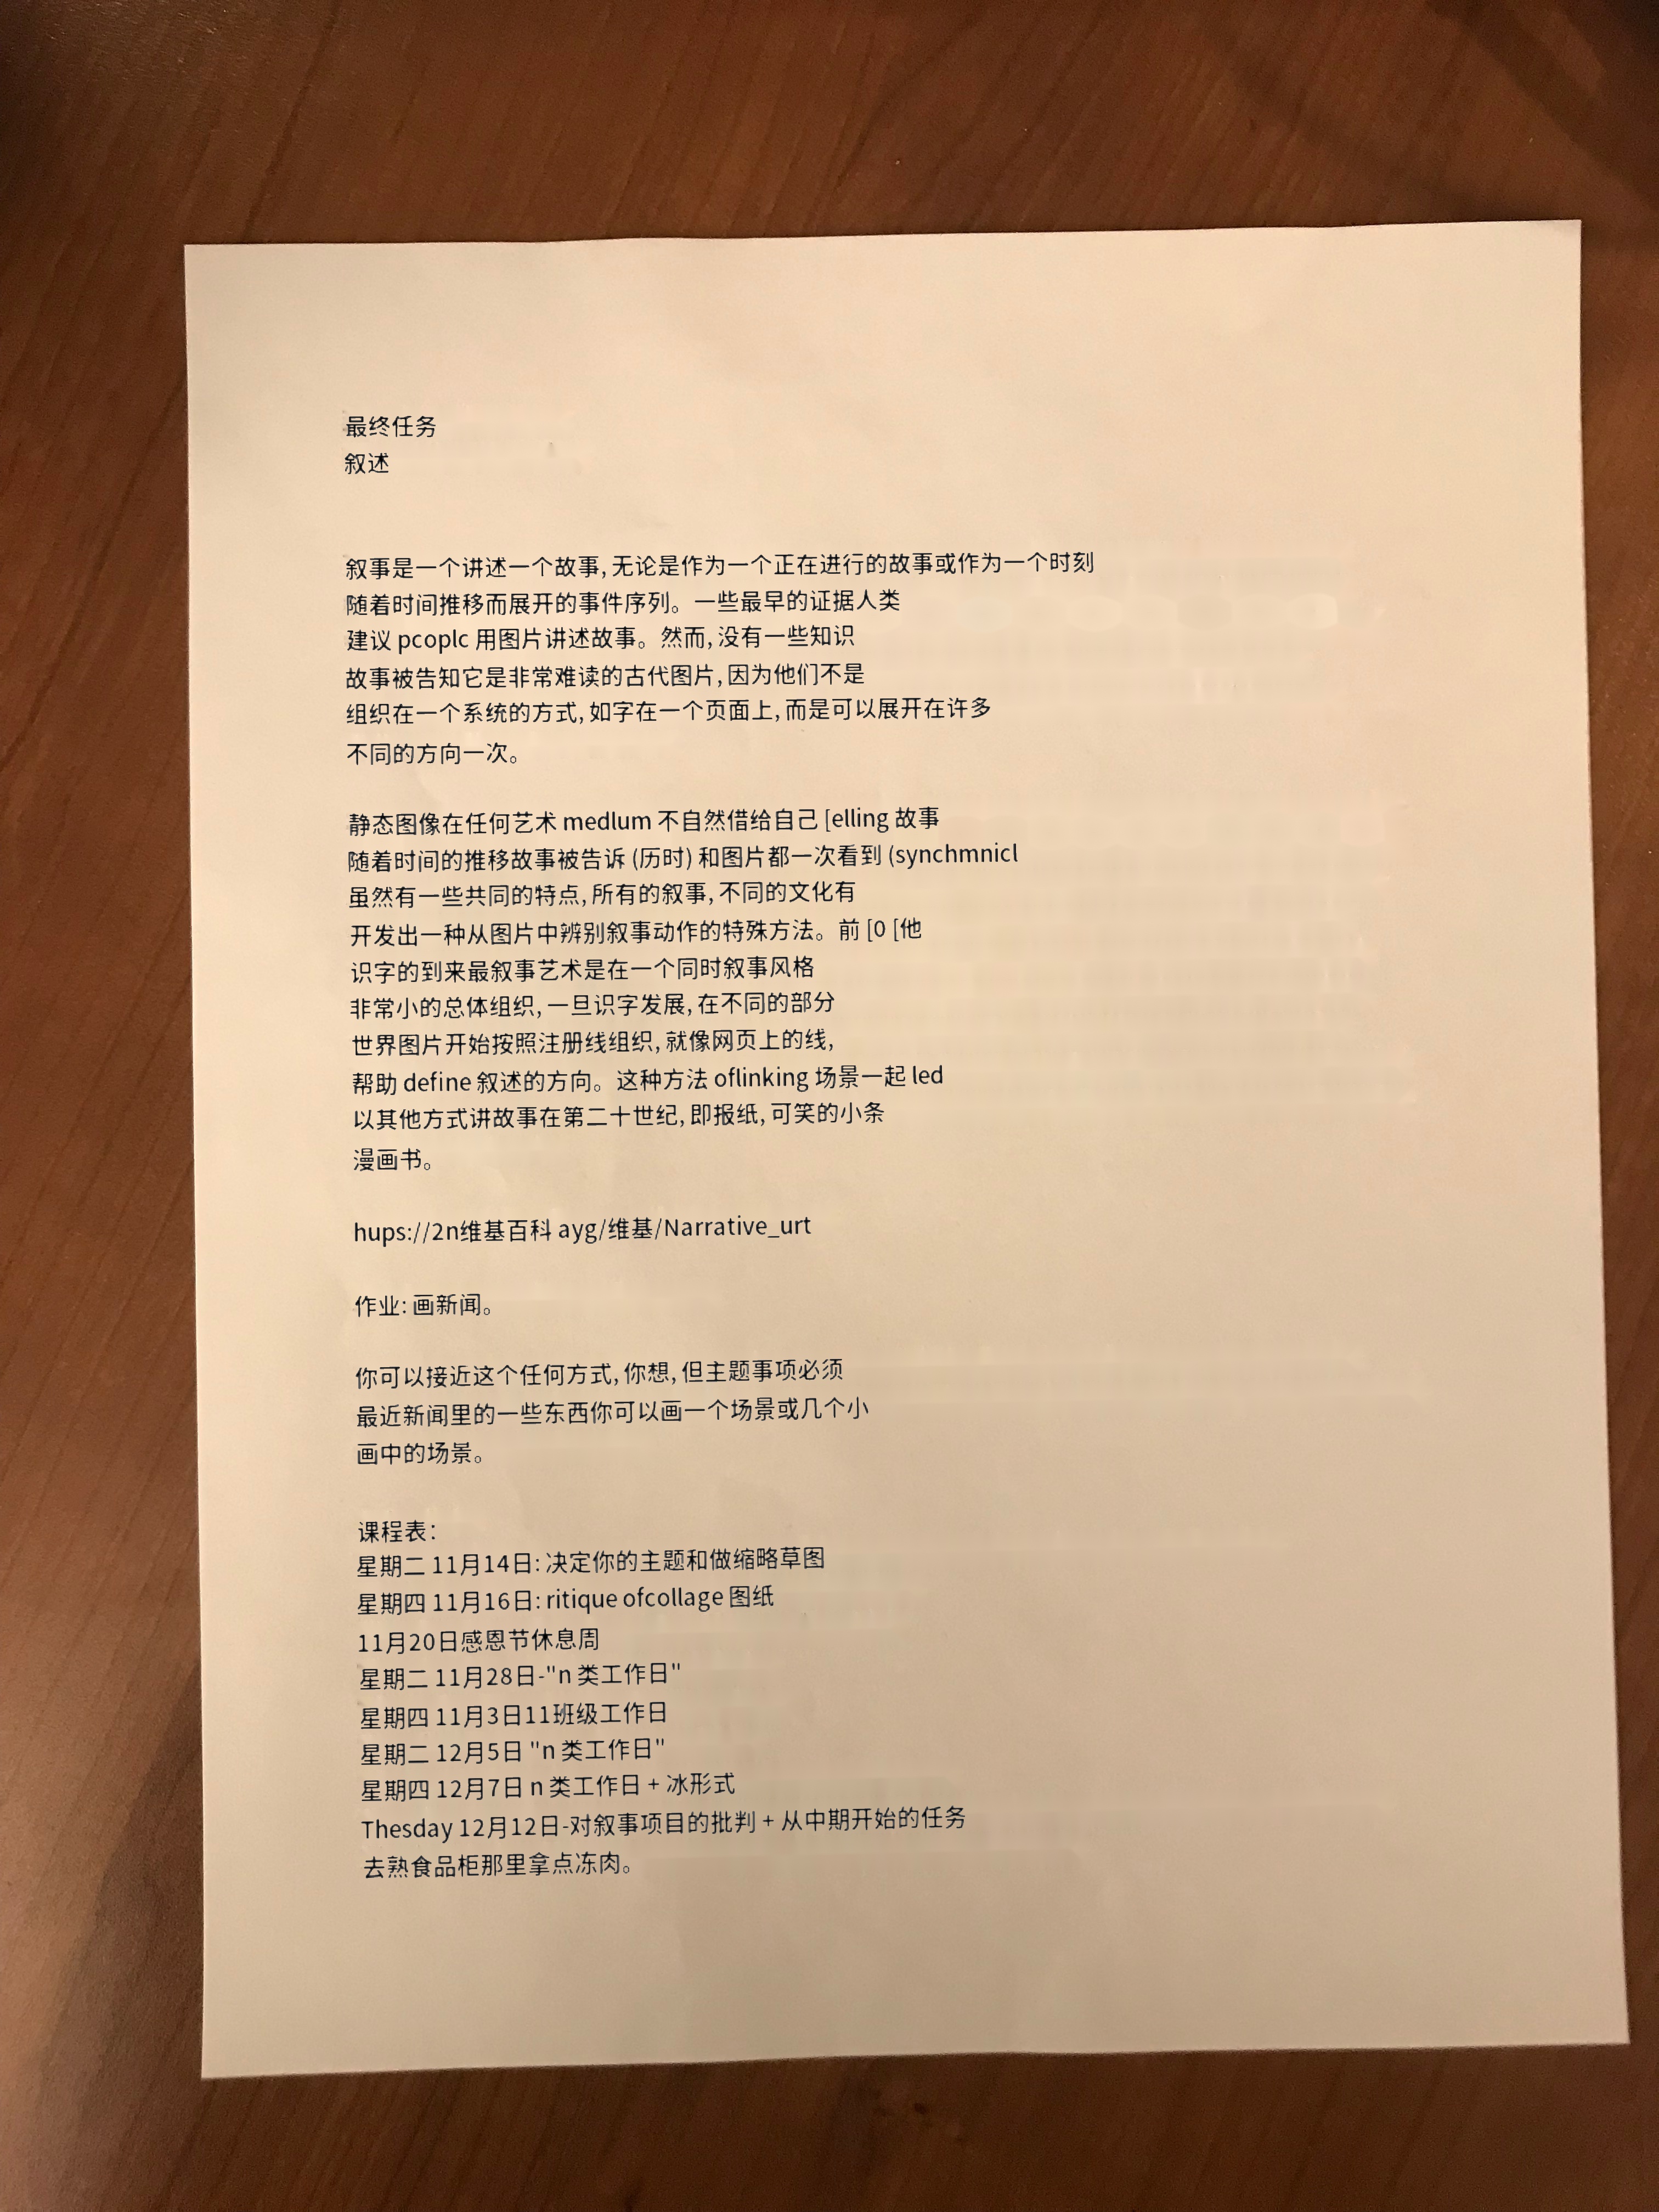 最终任务
叙述
叙事是一个讲述一个故事, 无论是作为一个正在进行的故事或作为一个时刻
随着时间推移而展开的事件序列。一些最早的证据人类
建议 pcoplc 用图片讲述故事。然而, 没有一些知识
故事被告知它是非常难读的古代图片, 因为他们不是
组织在一个系统的方式, 如字在一个页面上, 而是可以展开在许多
不同的方向一次。
静态图像在任何艺术 medlum 不自然借给自己 [elling 故事
随着时间的推移故事被告诉 (历时) 和图片都一次看到 (synchmnicl
虽然有一些共同的特点, 所有的叙事, 不同的文化有
开发出一种从图片中辨别叙事动作的特殊方法。前 [0 [他
识字的到来最叙事艺术是在一个同时叙事风格
非常小的总体组织, 一旦识字发展, 在不同的部分
世界图片开始按照注册线组织, 就像网页上的线,
帮助 define 叙述的方向。这种方法 oflinking 场景一起 led
以其他方式讲故事在第二十世纪, 即报纸, 可笑的小条
漫画书。
hups://2n维基百科 ayg/维基/Narrative_urt
作业: 画新闻。
你可以接近这个任何方式, 你想, 但主题事项必须
最近新闻里的一些东西你可以画一个场景或几个小
画中的场景。
课程表:
星期二 11月14日: 决定你的主题和做缩略草图
星期四 11月16日: ritique ofcollage 图纸
11月20日感恩节休息周
星期二 11月28日-"n 类工作日"
星期四 11月3日11班级工作日
星期二 12月5日 "n 类工作日"
星期四 12月7日 n 类工作日 + 冰形式
Thesday 12月12日-对叙事项目的批判 + 从中期开始的任务
去熟食品柜那里拿点冻肉。